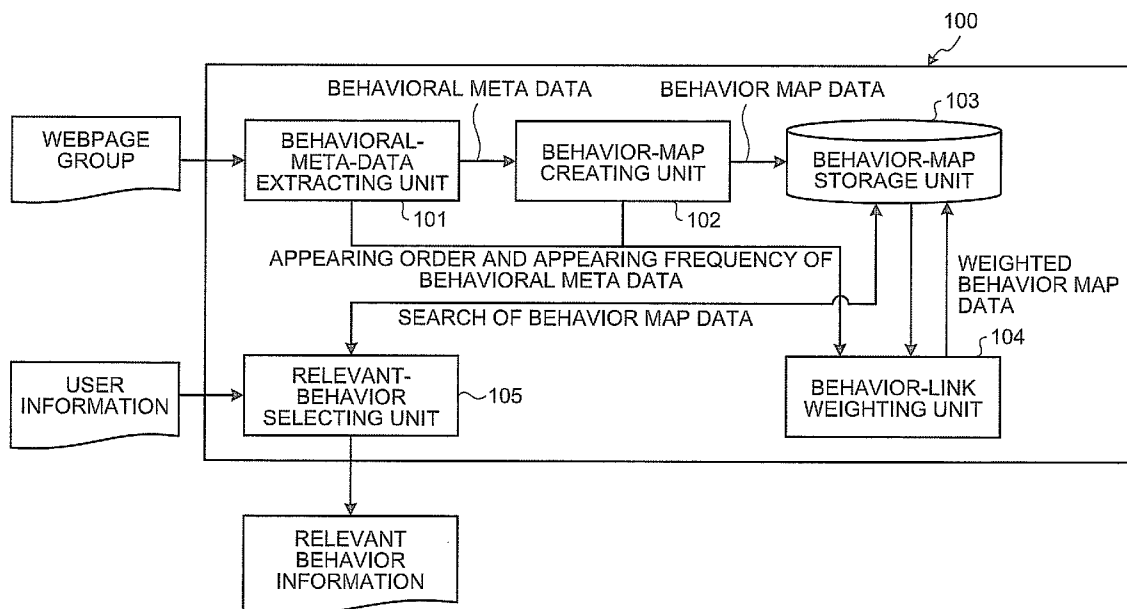 100
BEHAVIORAL META DATA
BEHAVIOR MAP DATA
103
WEBPAGE
GROUP
BEHAVIORAL-
META-DATA
EXTRACTING UNIT
101
BEHAVIOR-MAP
CREATING UNIT
102
BEHAVIOR-MAP
STORAGE UNIT
APPEARING ORDER AND APPEARING FREQUENCY OF
BEHAVIORAL META DATA
WEIGHTED
BEHAVIOR MAP
DATA
SEARCH OF BEHAVIOR MAP DATA
104
USER
INFORMATION
RELEVANT-
BEHAVIOR
SELECTING UNIT
105
BEHAVIOR-LINK
WEIGHTING UNIT
RELEVANT
BEHAVIOR
INFORMATION